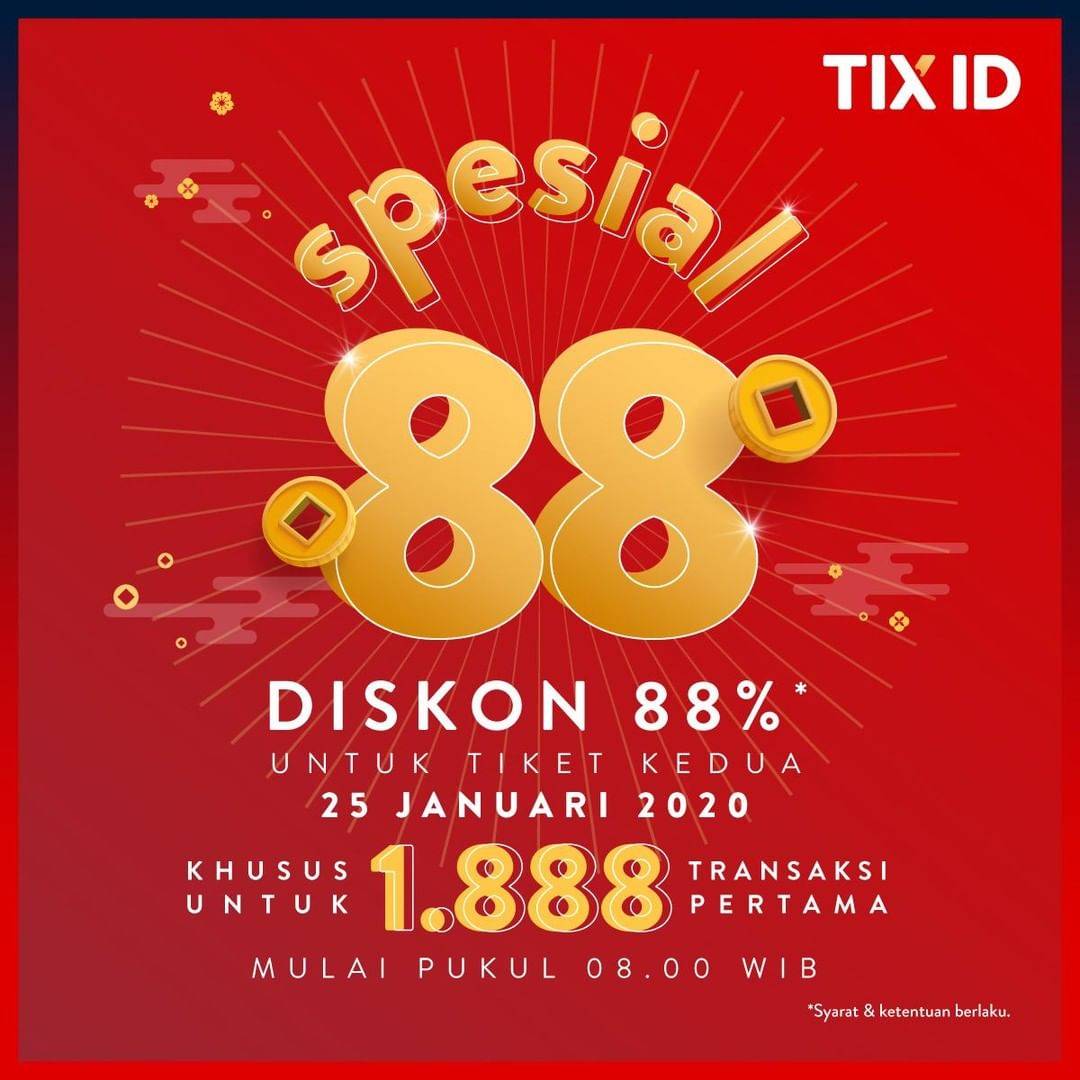 TIX ID
spesial
88
DISKON 88%*
UNTUK TIKET KEDUA
25 JANUARI 2020
KHUSUS UNTUK 1.888 TRANSAKSI PERTAMA
MULAI PUKUL 08.00 WIB
*Syarat & ketentuan berlaku.